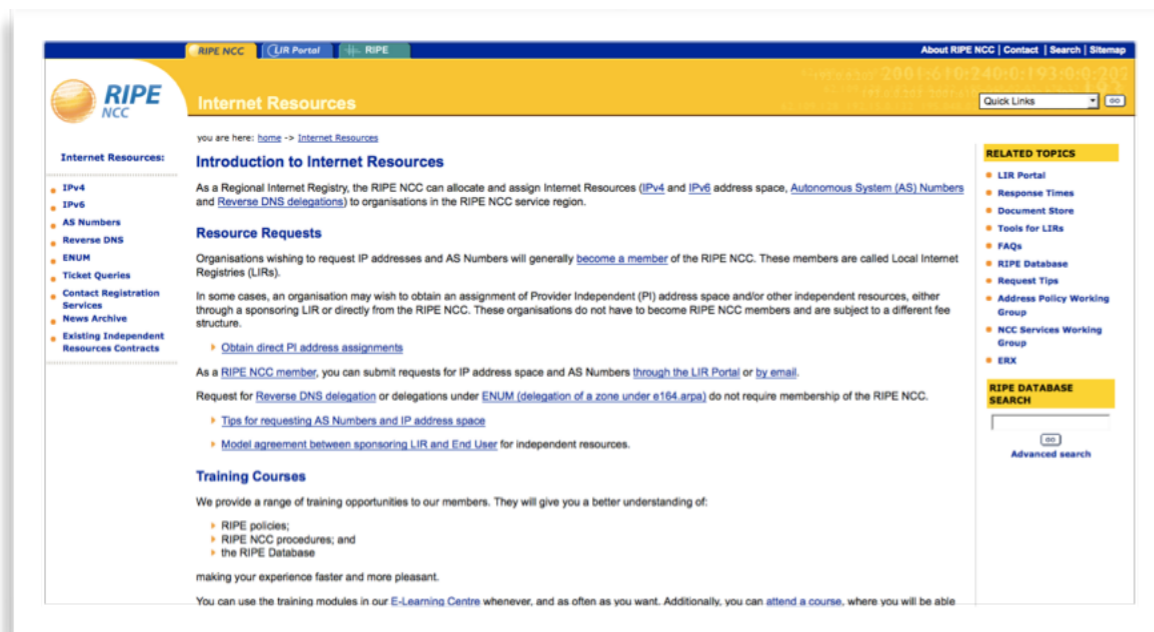 RIPE NCC
LIR Portal
RIPE
About RIPE NCC | Contact | Search | Sitemap
RIPE
NCC
Internet Resources
Quick Links
GO
you are here: home -> Internet Resources
Internet Resources:
IPv4
IPv6
AS Numbers
Reverse DNS
ENUM
Ticket Queries
Contact Registration
Services
News Archive
Existing Independent
Resources Contracts
Introduction to Internet Resources
As a Regional Internet Registry, the RIPE NCC can allocate and assign Internet Resources (IPv4 and IPv6 address space, Autonomous System (AS) Numbers
and Reverse DNS delegations) to organisations in the RIPE NCC service region.
Resource Requests
Organisations wishing to request IP addresses and AS Numbers will generally become a member of the RIPE NCC. These members are called Local Internet
Registries (LIRs).
In some cases, an organisation may wish to obtain an assignment of Provider Independent (PI) address space and/or other independent resources, either
through a sponsoring LIR or directly from the RIPE NCC. These organisations do not have to become RIPE NCC members and are subject to a different fee
structure.
Obtain direct PI address assignments
As a RIPE NCC member, you can submit requests for IP address space and AS Numbers through the LIR Portal or by email.
Request for Reverse DNS delegation or delegations under ENUM (delegation of a zone under e164.arpa) do not require membership of the RIPE NCC.
Tips for requesting AS Numbers and IP address space
Model agreement between sponsoring LIR and End User for independent resources.
Training Courses
We provide a range of training opportunities to our members. They will give you a better understanding of:
RIPE policies;
RIPE NCC procedures; and
the RIPE Database
making your experience faster and more pleasant.
You can use the training modules in our E-Learning Centre whenever, and as often as you want. Additionally, you can attend a course, where you will be able
RELATED TOPICS
LIR Portal
Response Times
Document Store
Tools for LIRs
FAQs
RIPE Database
Request Tips
Address Policy Working
Group
NCC Services Working
Group
ERX
RIPE DATABASE
SEARCH
GO
Advanced search